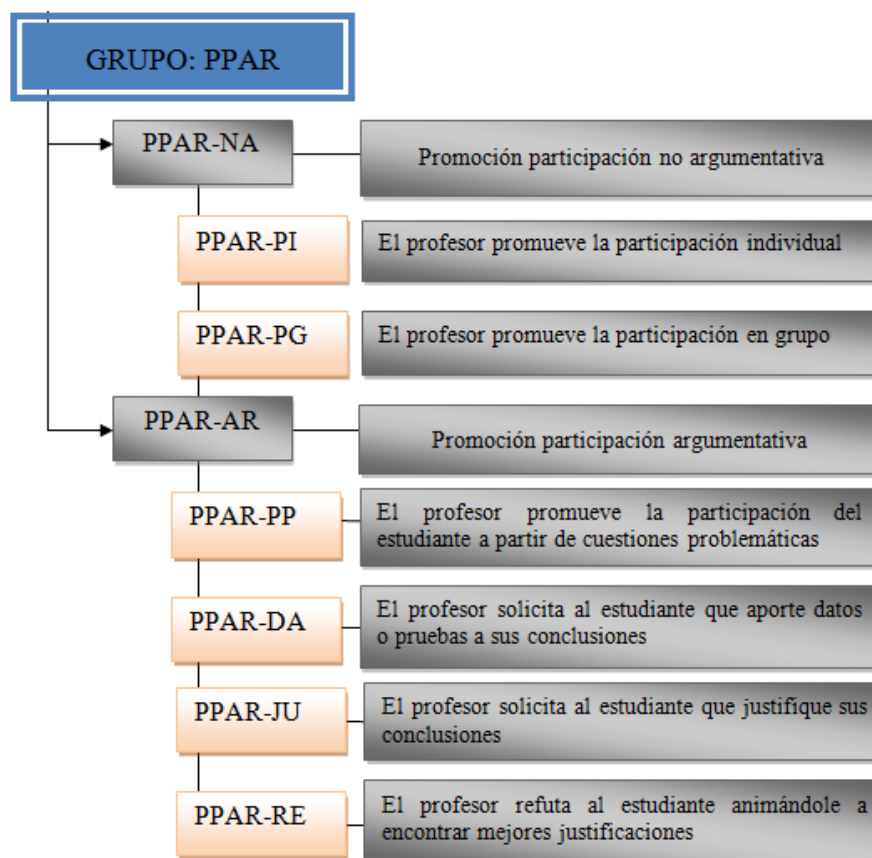 GRUPO: PPAR
PPAR-NA
Promoción participación no argumentativa
PPAR-PI
El profesor promueve la participación individual
PPAR-PG
El profesor promueve la participación en grupo
PPAR-AR
Promoción participación argumentativa
PPAR-PP
El profesor promueve la participación del
estudiante a partir de cuestiones problemáticas
PPAR-DA
El profesor solicita al estudiante que aporte datos
o pruebas a sus conclusiones
PPAR-JU
El profesor solicita al estudiante que justifique sus
conclusiones
PPAR-RE
El profesor refuta al estudiante animándole a
encontrar mejores justificaciones